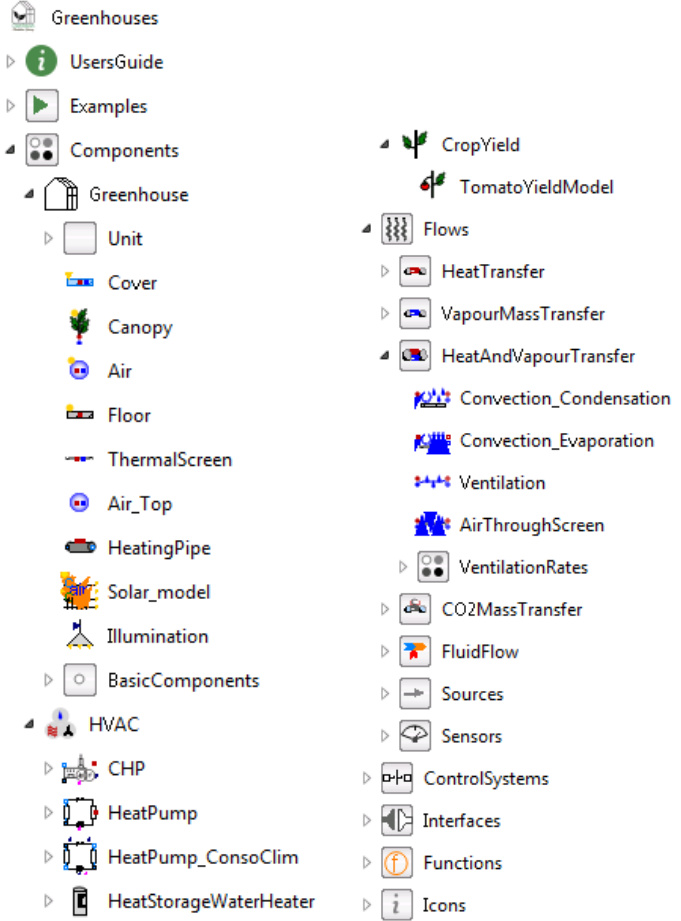 Greenhouses
UsersGuide
Examples
Components
Greenhouse
Unit
Cover
Canopy
Air
Floor
ThermalScreen
Air_Top
HeatingPipe
Solar_model
Illumination
BasicComponents
HVAC
CHP
HeatPump
HeatPump_ConsoClim
HeatStorageWaterHeater
CropYield
TomatoYieldModel
Flows
HeatTransfer
VapourMassTransfer
HeatAndVapourTransfer
Convection_Condensation
Convection_Evaporation
Ventilation
AirThroughScreen
VentilationRates
CO2MassTransfer
FluidFlow
Sources
Sensors
ControlSystems
Interfaces
Functions
Icons